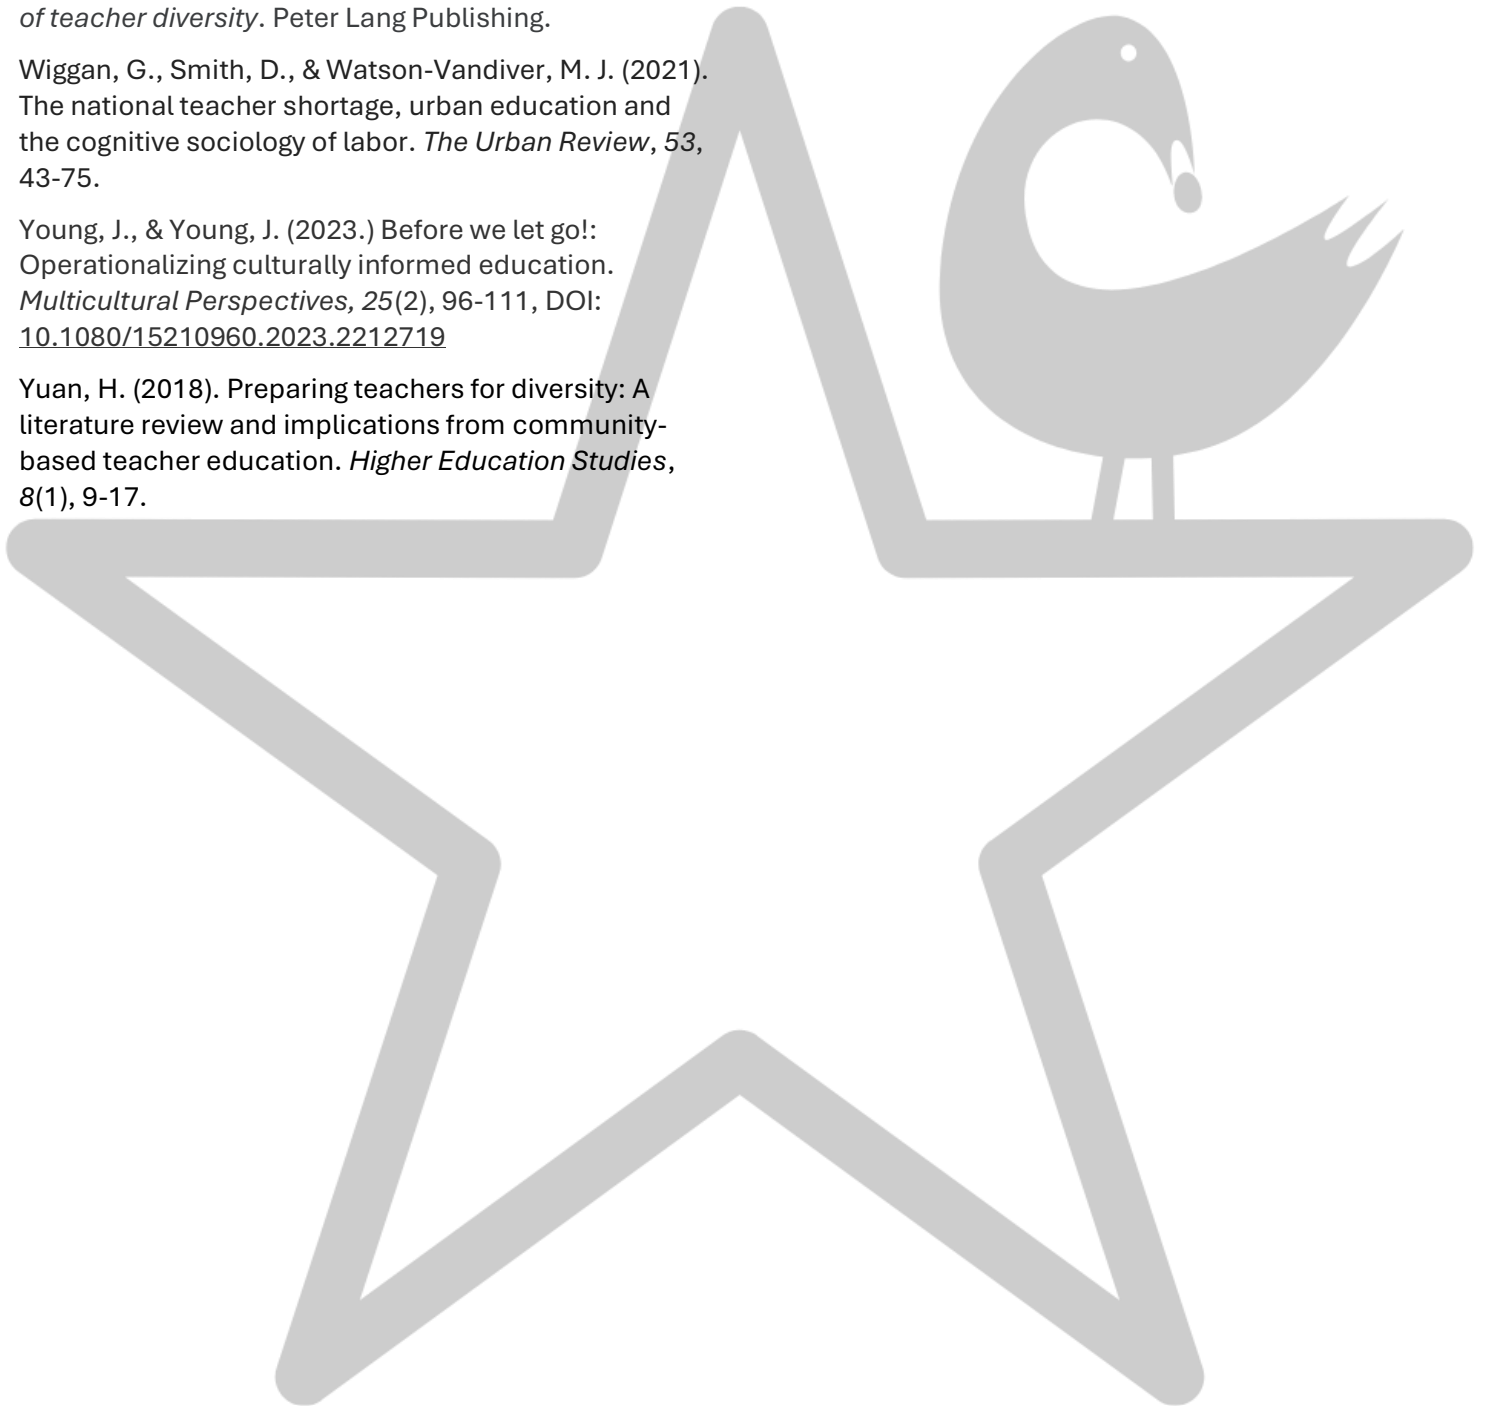 of teacher diversity. Peter Lang Publishing.
Wiggan, G., Smith, D., & Watson-Vandiver, M. J. (2021).
The national teacher shortage, urban education and
the cognitive sociology of labor. The Urban Review, 53,
43-75.
Young, J., & Young, J. (2023.) Before we let go!:
Operationalizing culturally informed education.
Multicultural Perspectives, 25(2), 96-111, DOI:
10.1080/15210960.2023.2212719
Yuan, H. (2018). Preparing teachers for diversity: A
literature review and implications from community-
based teacher education. Higher Education Studies,
8(1), 9-17.